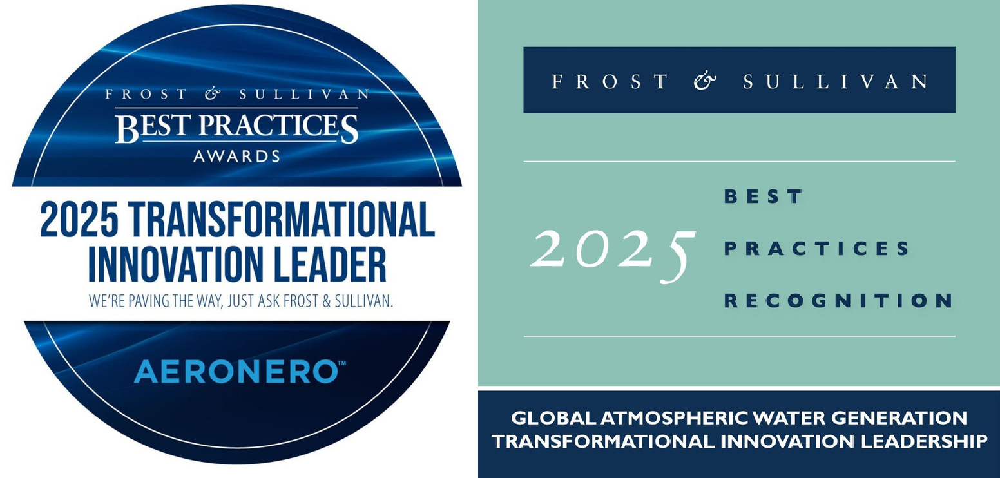 FROST & SULLIVAN
BEST PRACTICES
AWARDS
2025 TRANSFORMATIONAL
INNOVATION LEADER
WE'RE PAVING THE WAY, JUST ASK FROST & SULLIVAN.
AERONERO™
FROST & SULLIVAN
2025
BEST
PRACTICES
RECOGNITION
GLOBAL ATMOSPHERIC WATER GENERATION
TRANSFORMATIONAL INNOVATION LEADERSHIP